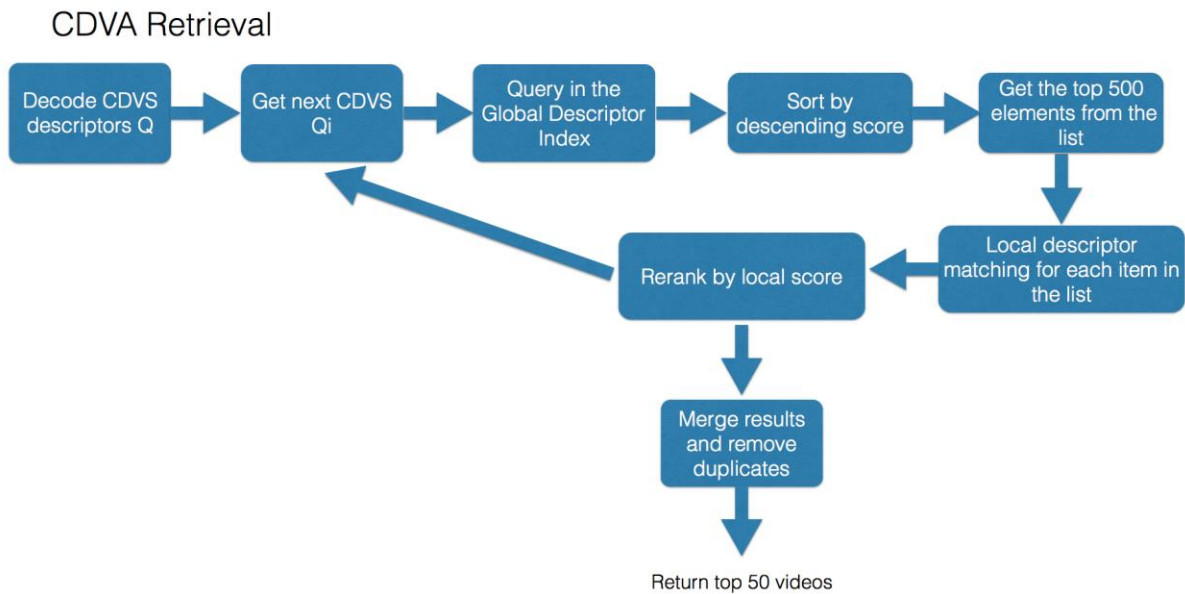 CDVA Retrieval
Decode CDVS
descriptors Q
Get next CDVS
Qi
Query in the
Global Descriptor
Index
Sort by
descending score
Get the top 500
elements from the
list
Local descriptor
matching for each item in
the list
Rerank by local score
Merge results
and remove
duplicates
Return top 50 videos